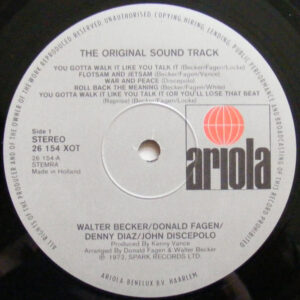 ALL RIGHTS OF THE MANUFACTURER AND OF THE OWNER OF THE WORK REPRODUCED RESERVED. UNAUTHORISED COPYING, HIRING, LENDING, PUBLIC PERFORMANCE AND BROADCASTING OF THIS RECORD PROHIBITED.
THE ORIGINAL SOUND TRACK
YOU GOTTA WALK IT LIKE YOU TALK IT (Becker/Fagen/Locke)
FLOTSAM AND JETSAM (Becker/Fagen/Vance)
WAR AND PEACE (Discepolo)
ROLL BACK THE MEANING (Becker/Fagen/White)
YOU GOTTA WALK IT LIKE YOU TALK IT (OR YOU'LL LOSE THAT BEAT)
(Reprise) (Becker/Fagen/Locke)
Side 1
STEREO
26 154 XOT
26 154-A
STEMRA
Made in Holland
ariola
WALTER BECKER/DONALD FAGEN/
DENNY DIAZ/JOHN DISCEPOLO
Produced By Kenny Vance
Arranged By Donald Fagen & Walter Becker
℗ 1972, SPARK RECORDS LTD.
ARIOLA BENELUX B.V. HAARLEM